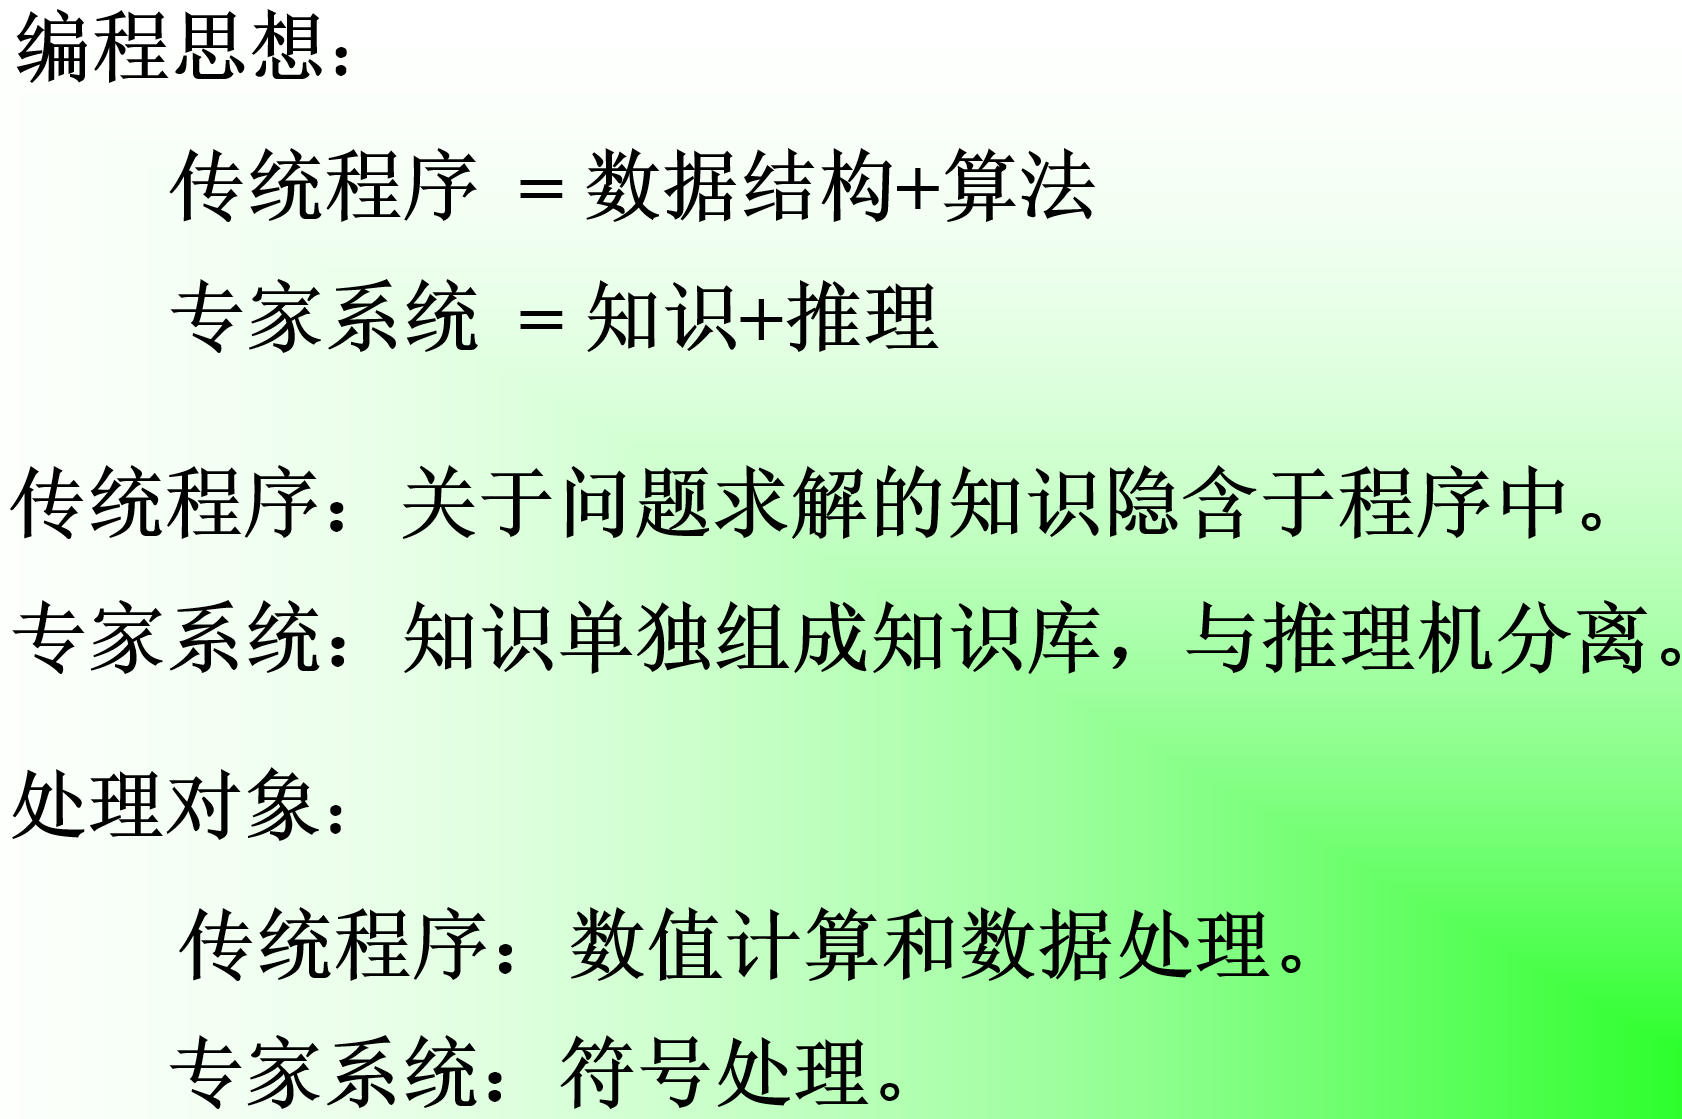 编程思想：
传统程序 = 数据结构+算法
专家系统 = 知识+推理
传统程序：关于问题求解的知识隐含于程序中。
专家系统：知识单独组成知识库，与推理机分离。
处理对象：
传统程序：数值计算和数据处理。
专家系统：符号处理。